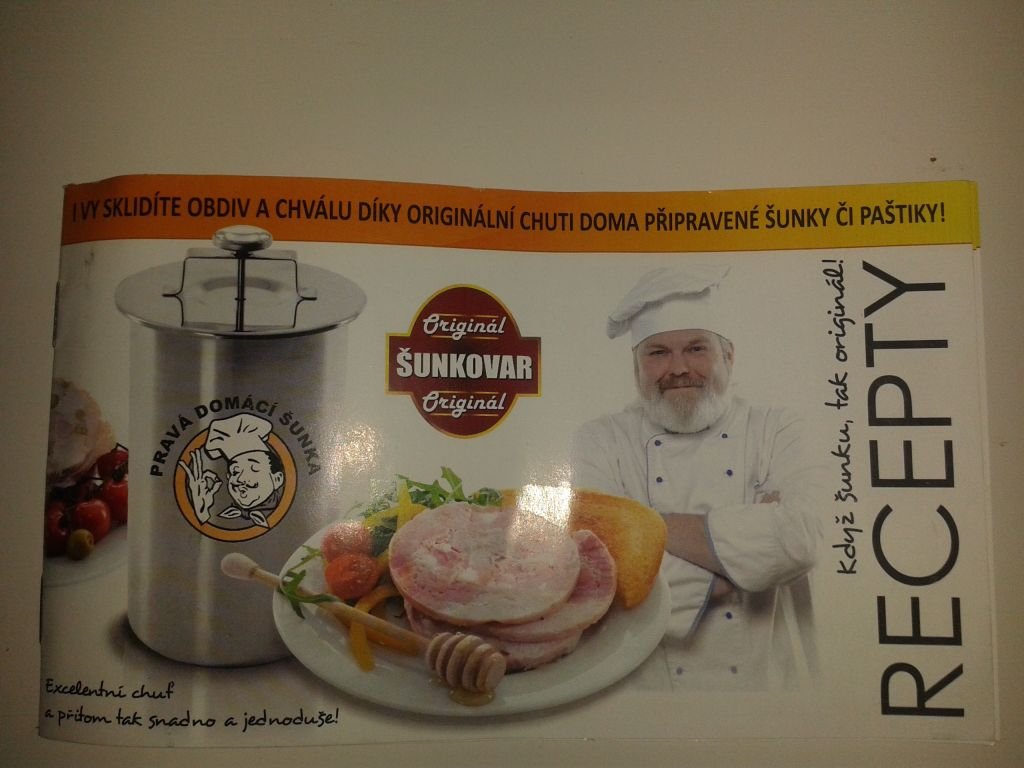 I VY SKLIDÍTE OBDIV A CHVÁLU DÍKY ORIGINÁLNÍ CHUTI DOMA PŘIPRAVENÉ ŠUNKY ČI PAŠTIKY!
Originál
ŠUNKOVAR
Originál
PRAVÁ DOMÁCÍ ŠUNKA
Když šunku, tak originál!
RECEPTY
Excelentní chuť
a přitom tak snadno a jednoduše!